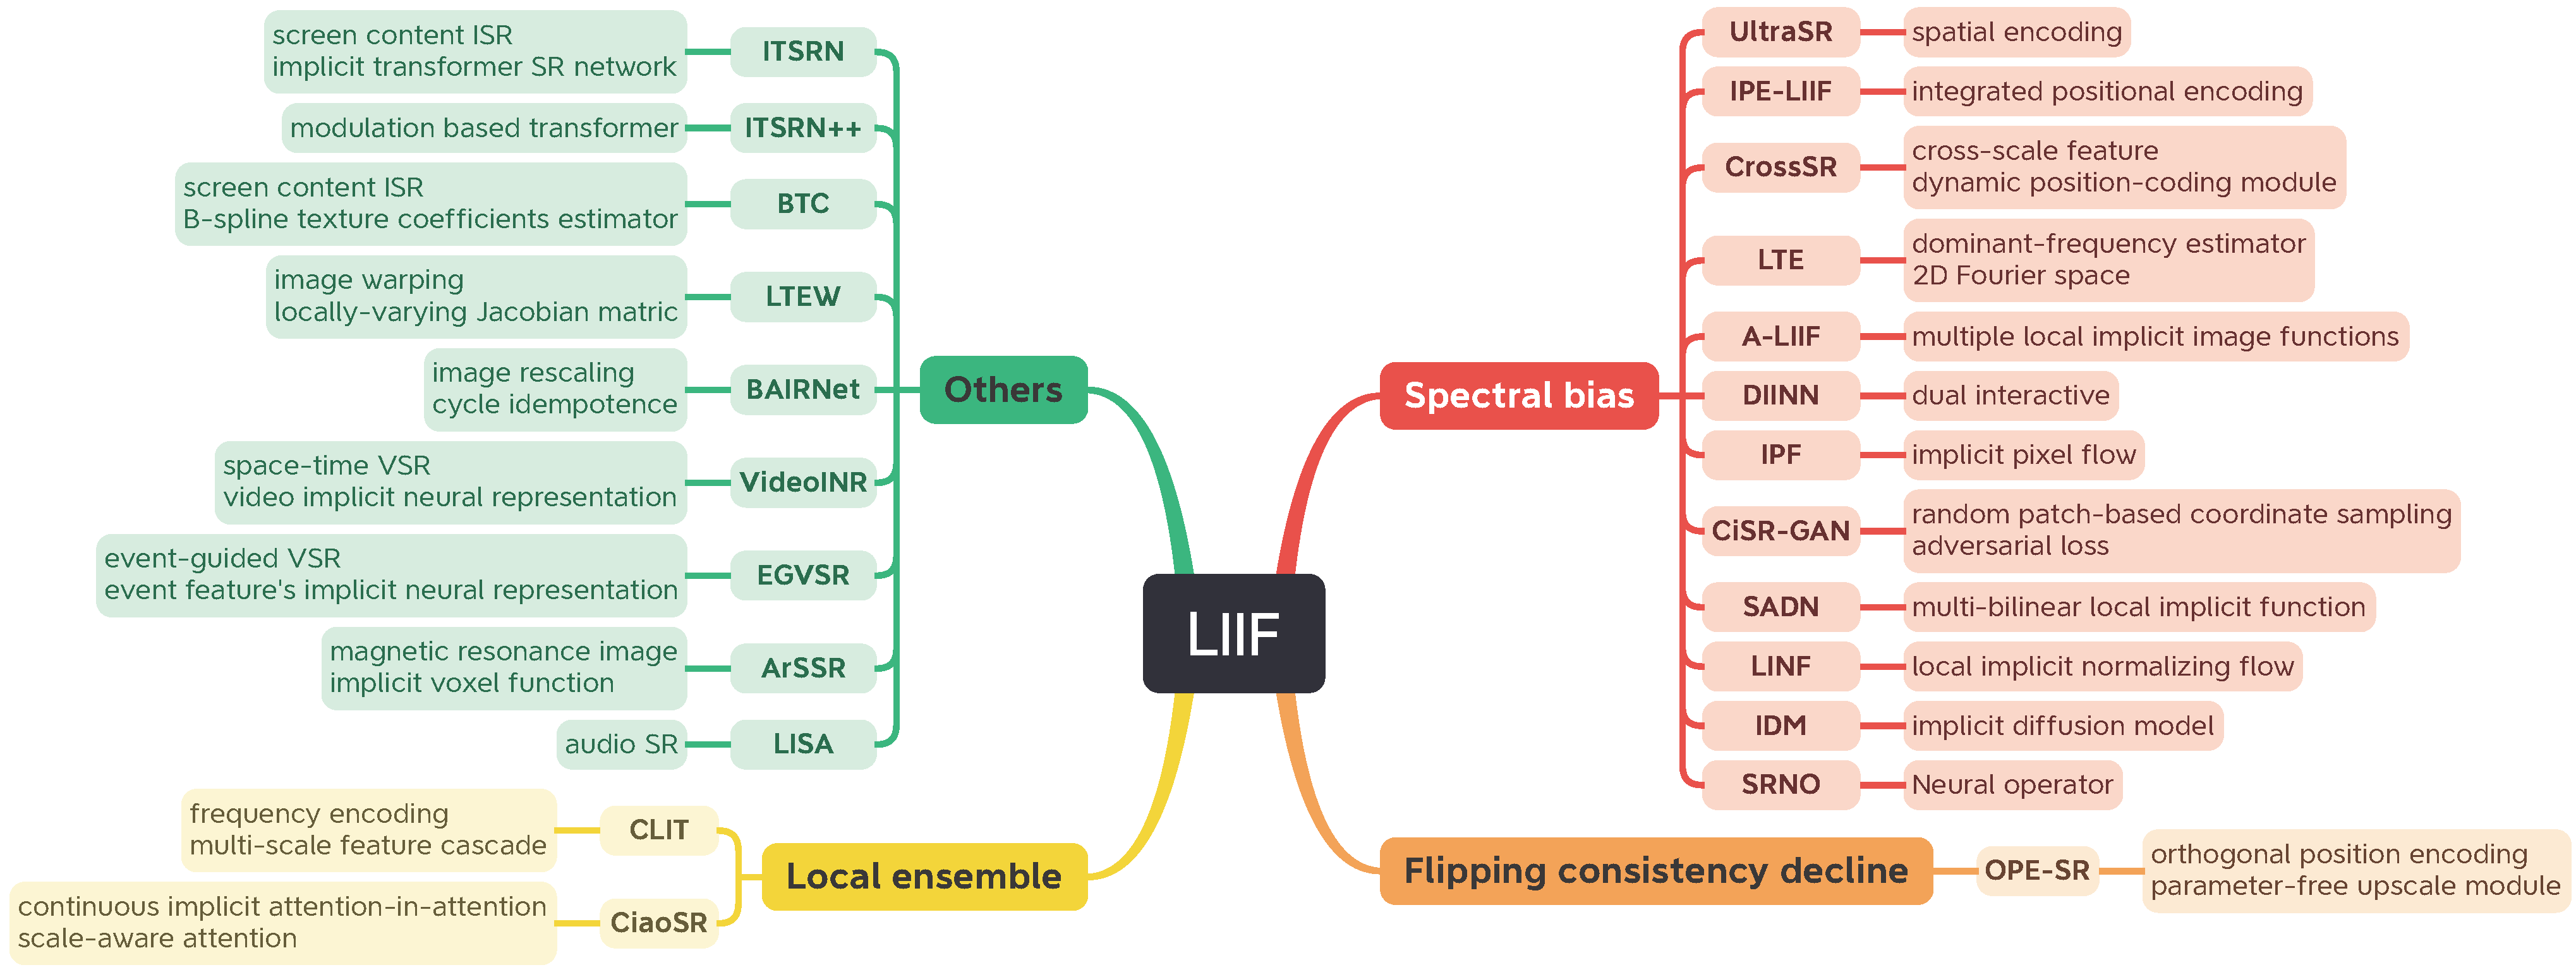 LIIF
Others
ITSRN
screen content ISR
implicit transformer SR network
ITSRN++
modulation based transformer
BTC
screen content ISR
B-spline texture coefficients estimator
LTEW
image warping
locally-varying Jacobian matric
BAIRNet
image rescaling
cycle idempotence
VideoINR
space-time VSR
video implicit neural representation
EGVSR
event-guided VSR
event feature's implicit neural representation
ArSSR
magnetic resonance image
implicit voxel function
LISA
audio SR
Local ensemble
CLIT
frequency encoding
multi-scale feature cascade
CiaoSR
continuous implicit attention-in-attention
scale-aware attention
Spectral bias
UltraSR
spatial encoding
IPE-LIIF
integrated positional encoding
CrossSR
cross-scale feature
dynamic position-coding module
LTE
dominant-frequency estimator
2D Fourier space
A-LIIF
multiple local implicit image functions
DIINN
dual interactive
IPF
implicit pixel flow
CiSR-GAN
random patch-based coordinate sampling
adversarial loss
SADN
multi-bilinear local implicit function
LINF
local implicit normalizing flow
IDM
implicit diffusion model
SRNO
Neural operator
Flipping consistency decline
OPE-SR
orthogonal position encoding
parameter-free upscale module